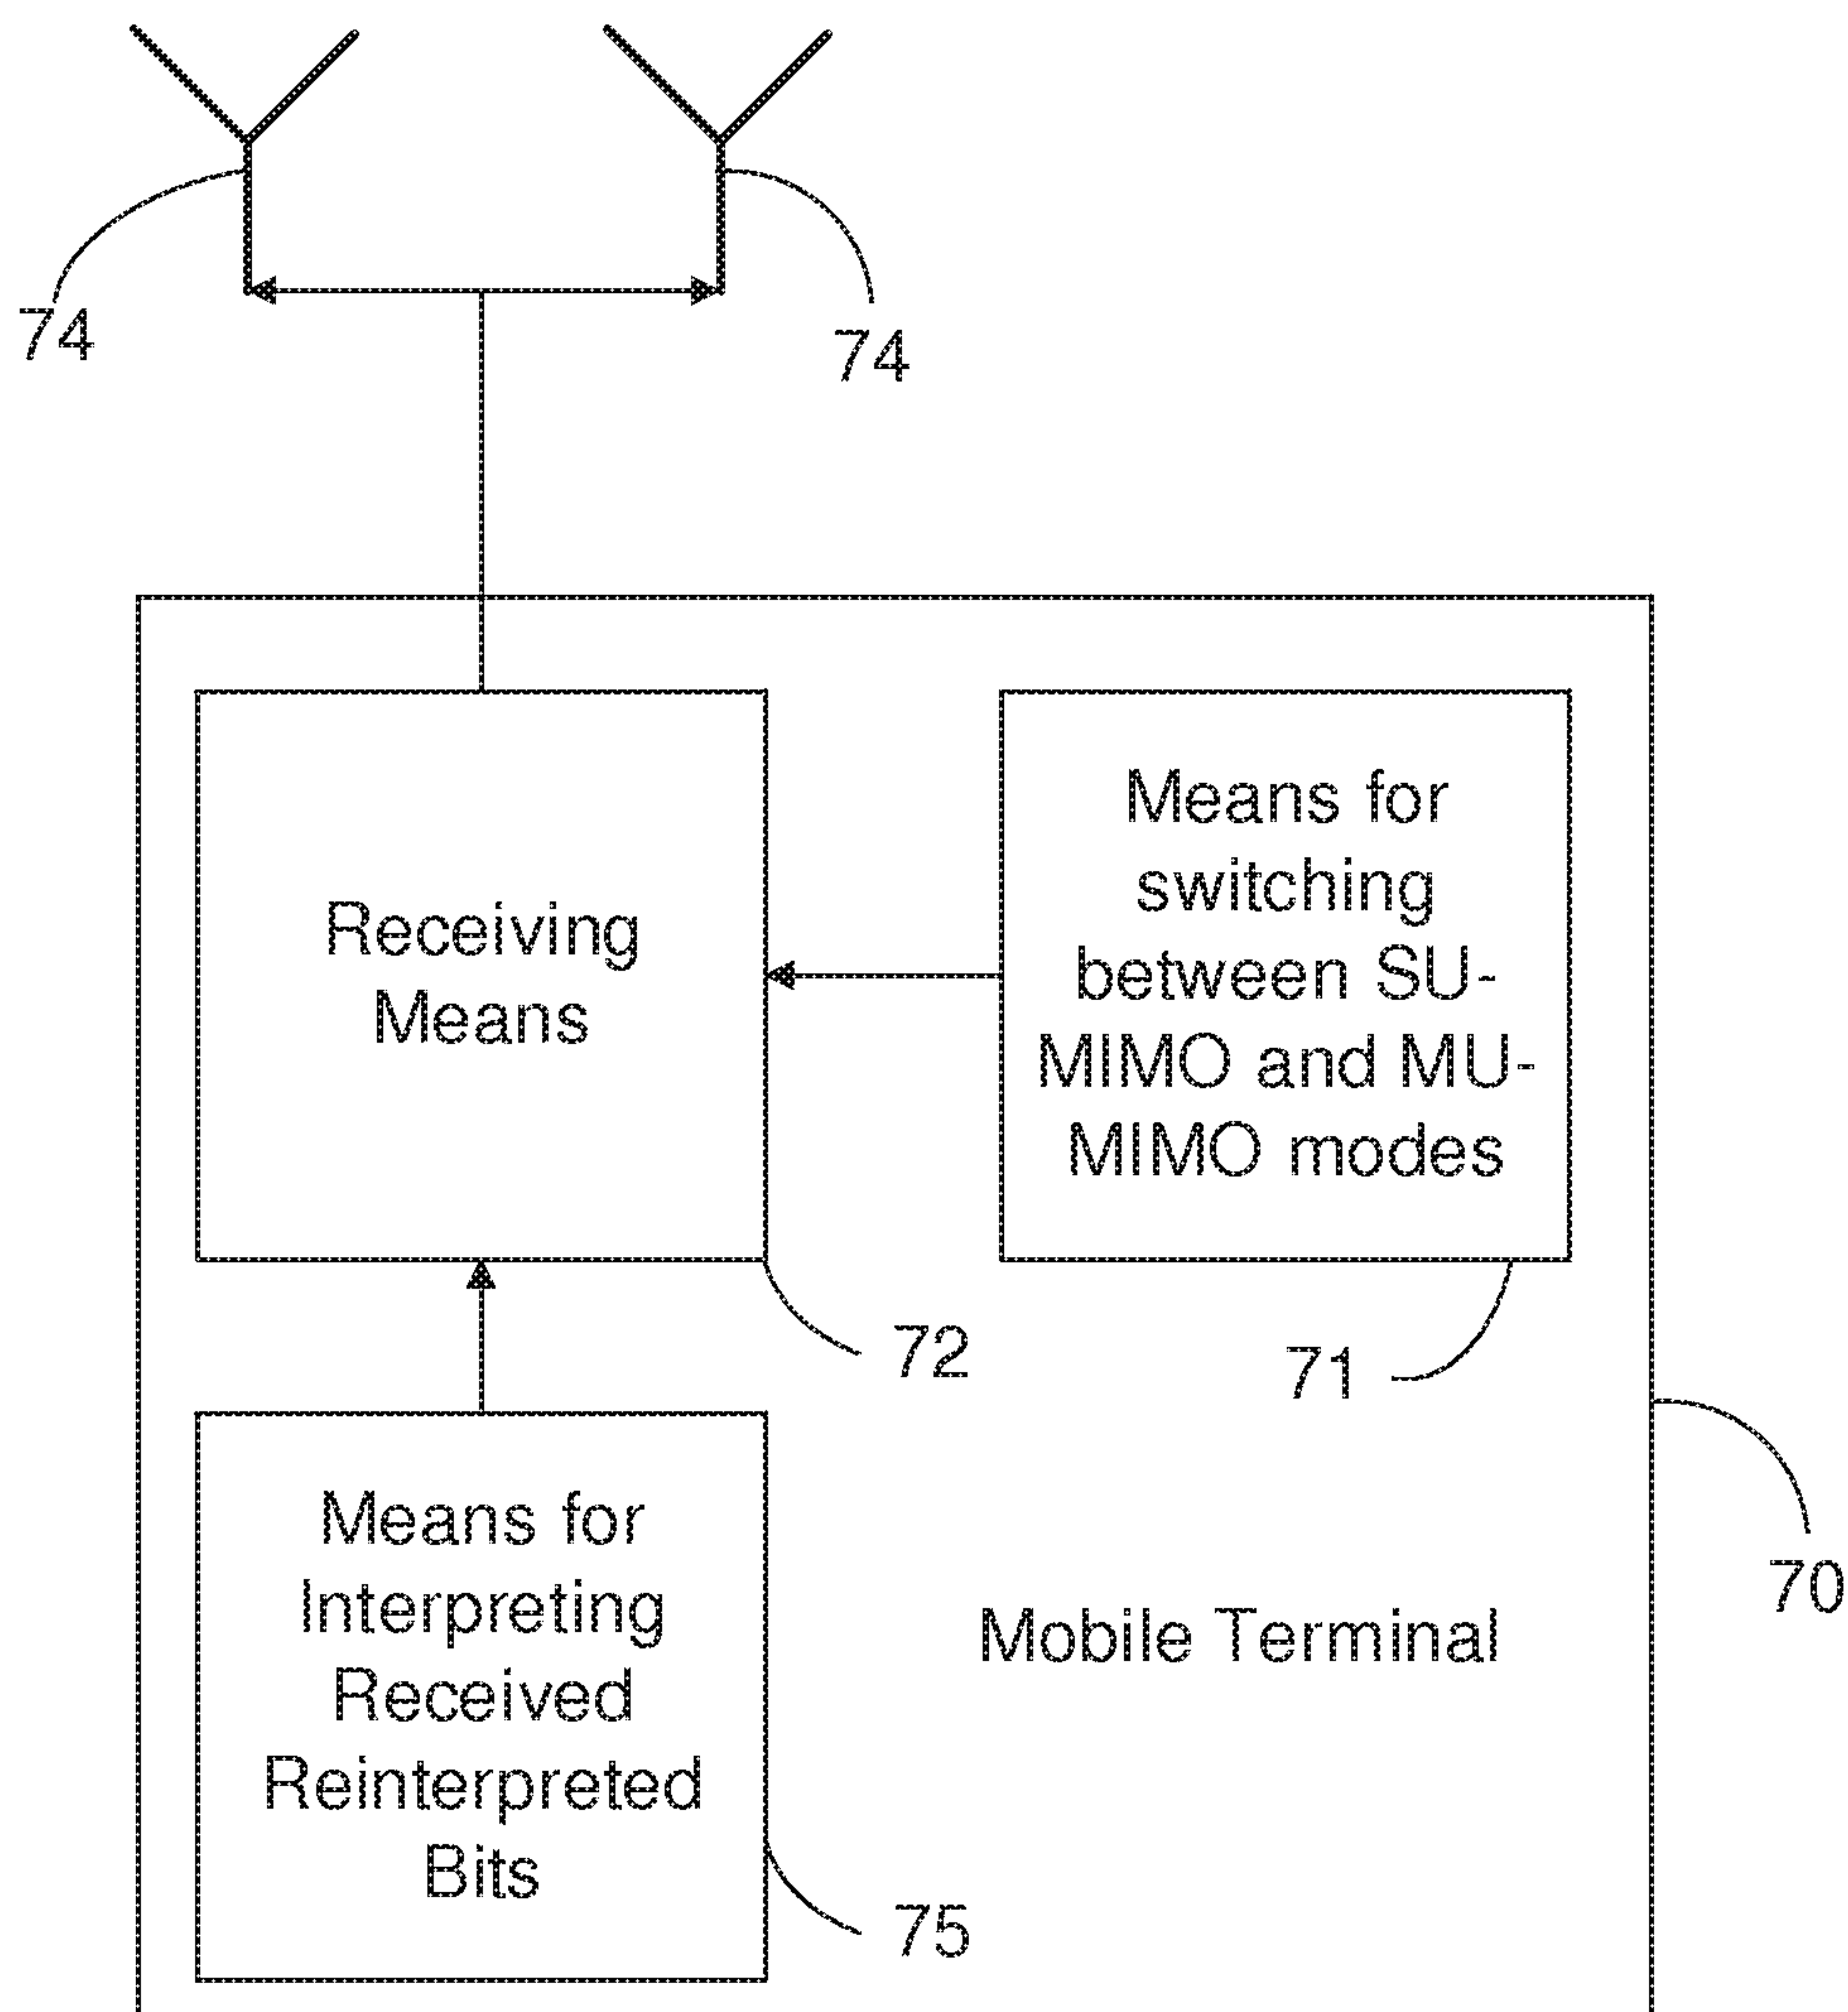 74
74
Receiving
Means
Means for
switching
between SU-
MIMO and MU-
MIMO modes
72
71
Means for
Interpreting
Received
Reinterpreted
Bits
Mobile Terminal
70
75